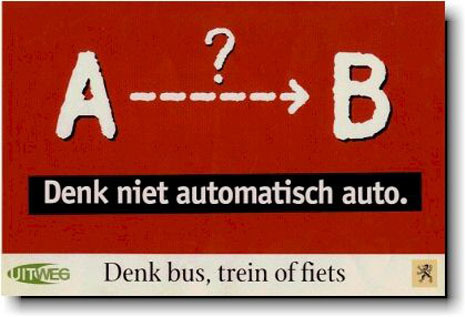 ?
A B
Denk niet automatisch auto.
UITWEG
Denk bus, trein of fiets